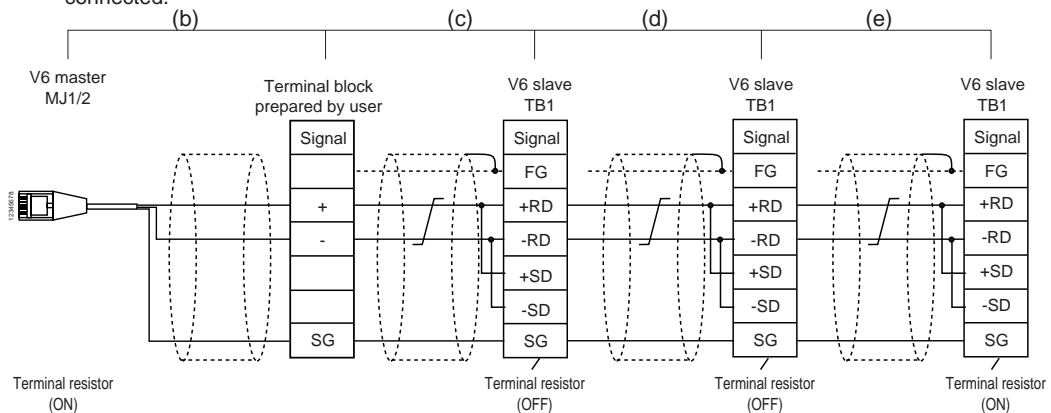 connected.
(b) (c) (d) (e)
V6 master
MJ1/2
Terminal block
prepared by user
V6 slave
TB1
V6 slave
TB1
V6 slave
TB1
12345678
Signal
+
-
SG
Signal
FG
+RD
-RD
+SD
-SD
SG
Signal
FG
+RD
-RD
+SD
-SD
SG
Signal
FG
+RD
-RD
+SD
-SD
SG
Terminal resistor
(ON)
Terminal resistor
(OFF)
Terminal resistor
(OFF)
Terminal resistor
(ON)